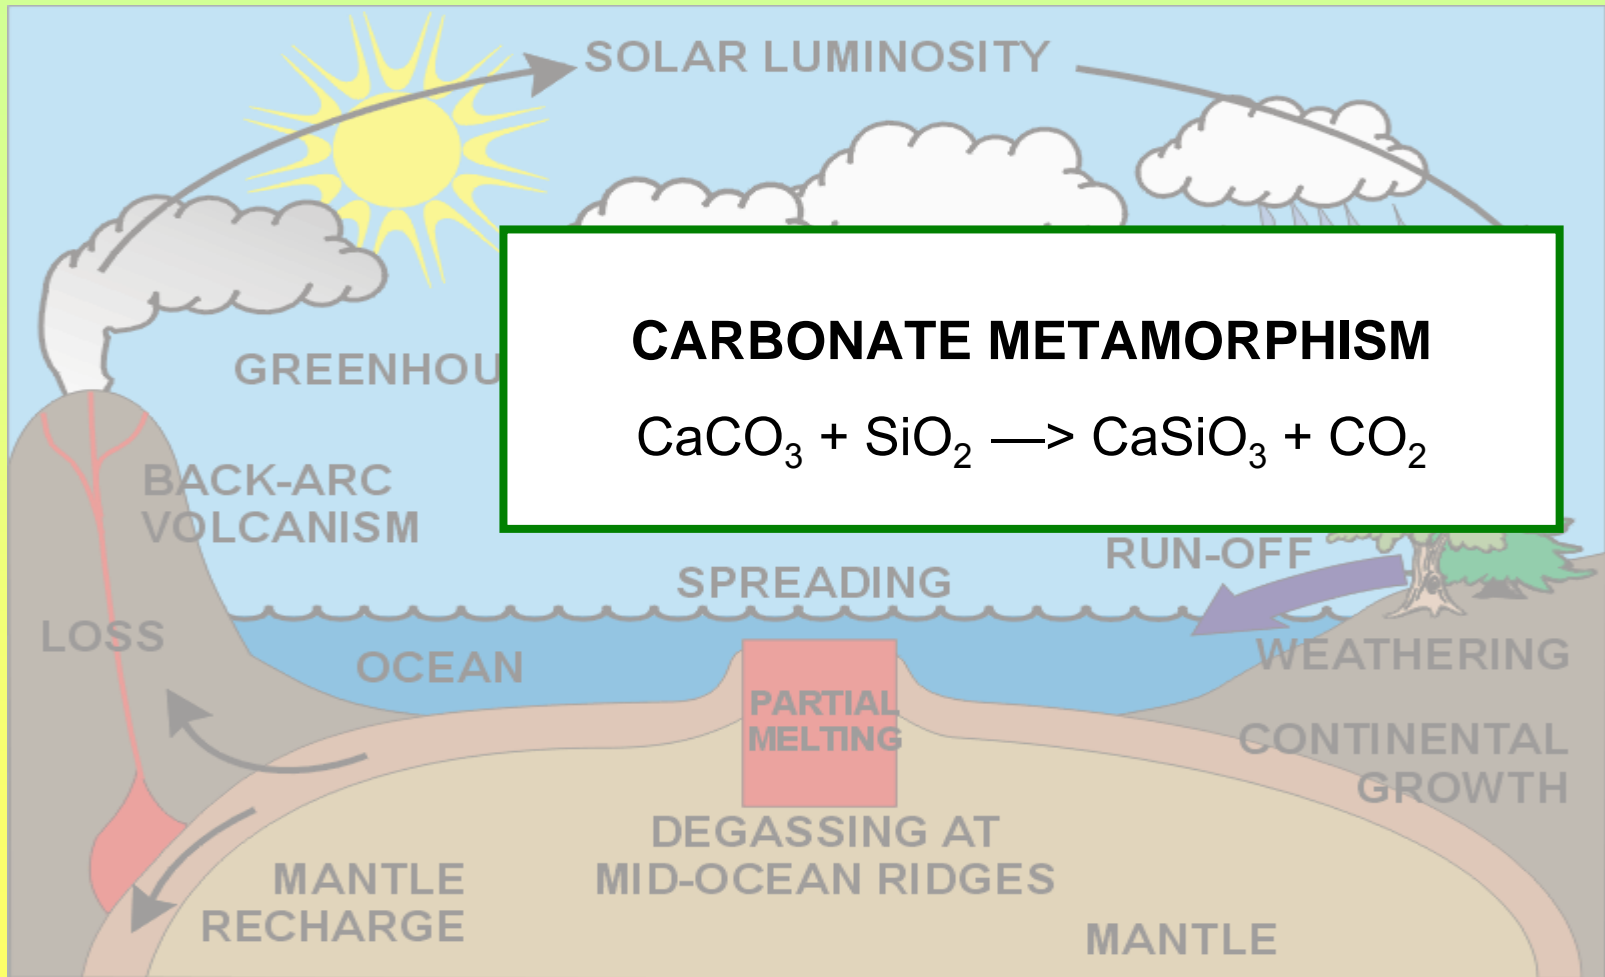 SOLAR LUMINOSITY
CARBONATE METAMORPHISM
CaCO₃ + SiO₂ —> CaSiO₃ + CO₂
GREENHOU
BACK-ARC
VOLCANISM
RUN-OFF
SPREADING
LOSS
OCEAN
WEATHERING
PARTIAL
MELTING
CONTINENTAL
GROWTH
DEGASSING AT
MID-OCEAN RIDGES
MANTLE
RECHARGE
MANTLE